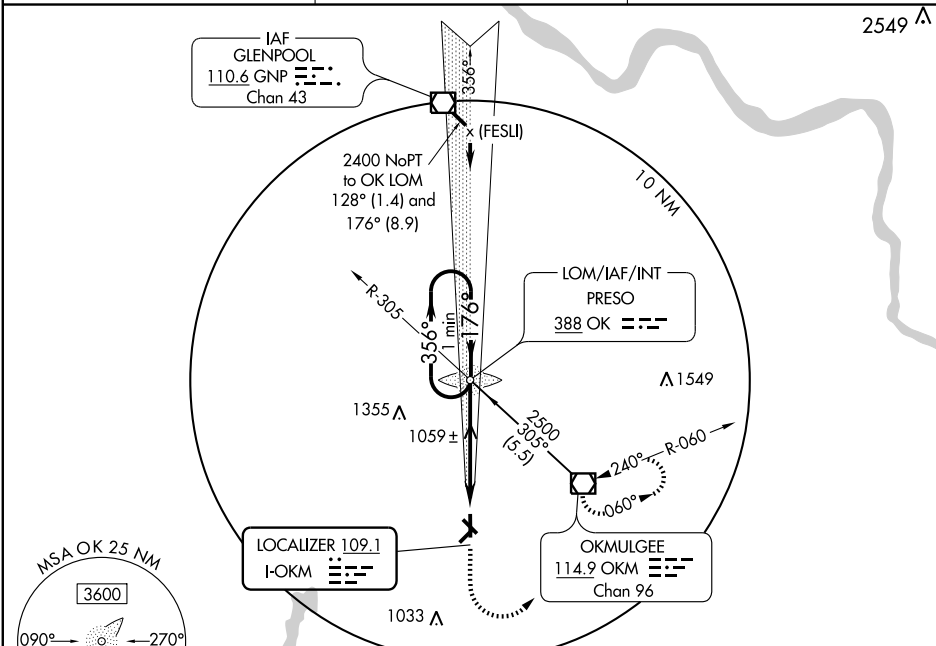 2549
IAF
GLENPOOL
110.6 GNP
Chan 43
356°
(FESLI)
2400 NoPT
to OK LOM
128° (1.4) and
176° (8.9)
10 NM
LOM/IAF/INT
PRESO
388 OK
R-305
356°
1 min
176°
1549
1355
1059±
2500
305°
(5.5)
R-060
240°
060°
LOCALIZER 109.1
I-OKM
OKMULGEE
114.9 OKM
Chan 96
MSA OK 25 NM
3600
090°
270°
1033